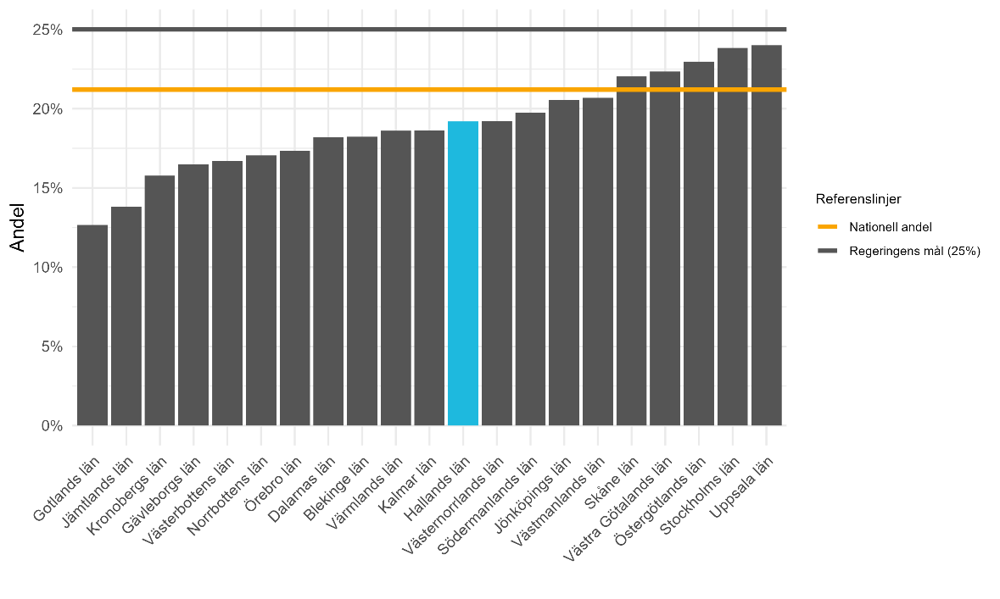 25%
20%
15%
10%
5%
0%
Andel
Gotlands län
Jämtlands län
Kronobergs län
Gävleborgs län
Västerbottens län
Norrbottens län
Örebro län
Dalarnas län
Blekinge län
Värmlands län
Kalmar län
Hallands län
Västernorrlands län
Södermanlands län
Jönköpings län
Västmanlands län
Skåne län
Västra Götalands län
Östergötlands län
Stockholms län
Uppsala län
Referenslinjer
Nationell andel
Regeringens mål (25%)